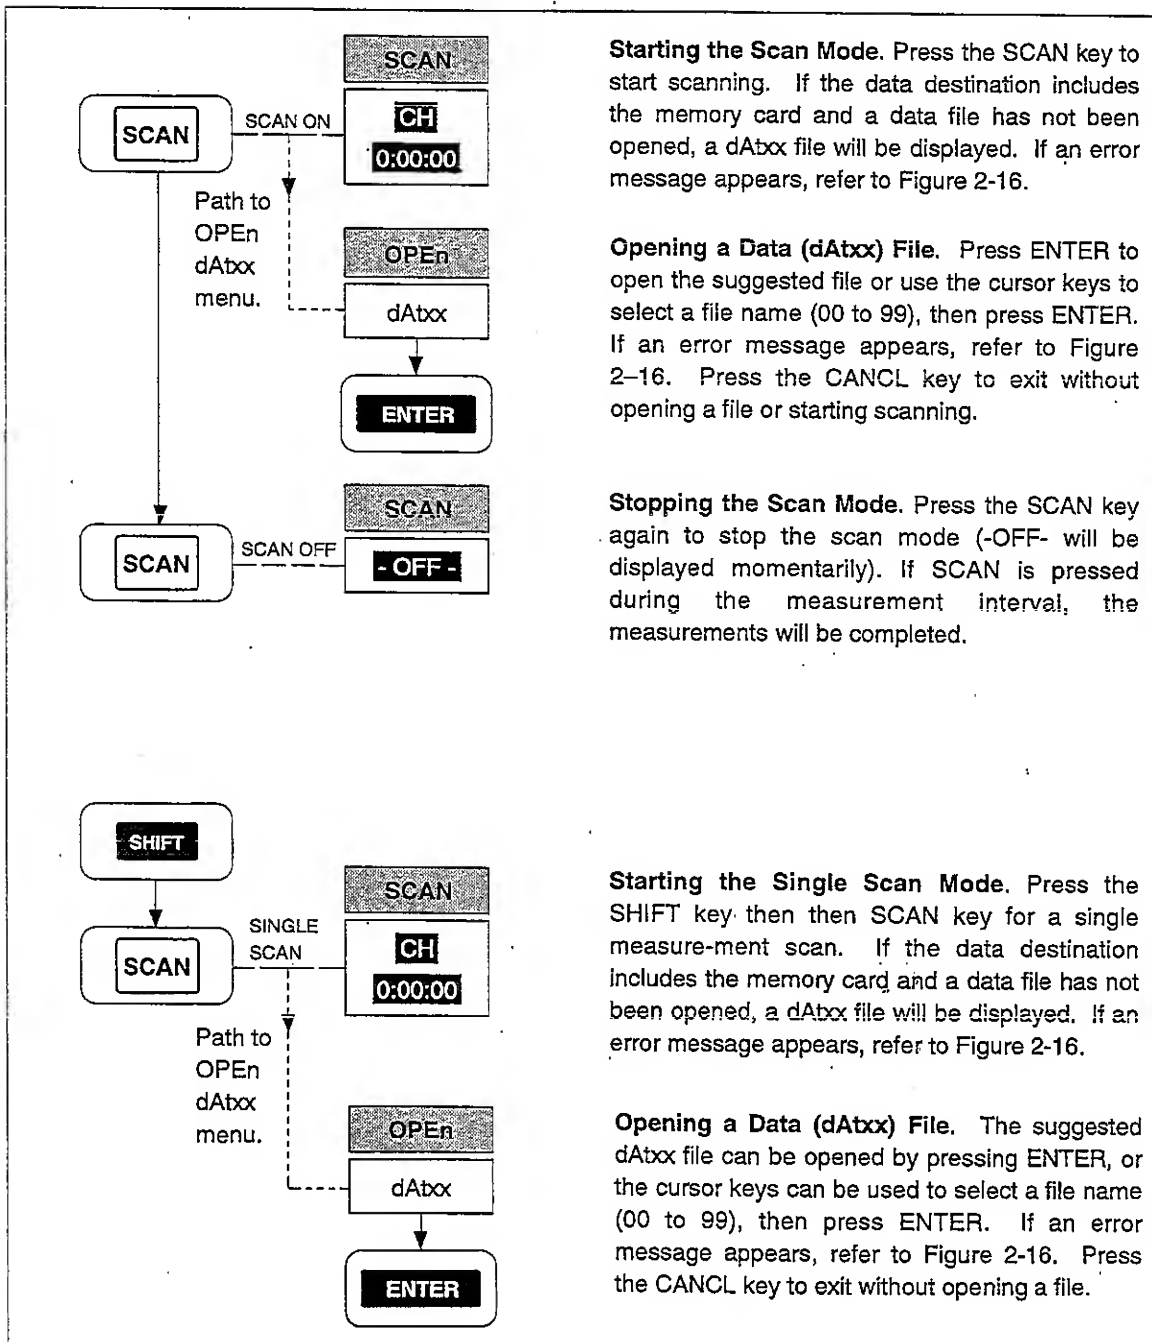 SCAN
SCAN
SCAN ON
CH
0:00:00
Path to
OPEn
dAtxx
menu.
OPEn
dAtxx
ENTER
SCAN
SCAN
SCAN OFF
- OFF -
Starting the Scan Mode. Press the SCAN key to
start scanning. If the data destination includes
the memory card and a data file has not been
opened, a dAtxx file will be displayed. If an error
message appears, refer to Figure 2-16.
Opening a Data (dAtxx) File. Press ENTER to
open the suggested file or use the cursor keys to
select a file name (00 to 99), then press ENTER.
If an error message appears, refer to Figure
2–16. Press the CANCL key to exit without
opening a file or starting scanning.
Stopping the Scan Mode. Press the SCAN key
again to stop the scan mode (-OFF- will be
displayed momentarily). If SCAN is pressed
during the measurement interval, the
measurements will be completed.
SHIFT
SCAN
SINGLE
SCAN
SCAN
CH
0:00:00
Path to
OPEn
dAtxx
menu.
OPEn
dAtxx
ENTER
Starting the Single Scan Mode. Press the
SHIFT key then then SCAN key for a single
measure-ment scan. If the data destination
includes the memory card and a data file has not
been opened, a dAtxx file will be displayed. If an
error message appears, refer to Figure 2-16.
Opening a Data (dAtxx) File. The suggested
dAtxx file can be opened by pressing ENTER, or
the cursor keys can be used to select a file name
(00 to 99), then press ENTER. If an error
message appears, refer to Figure 2-16. Press
the CANCL key to exit without opening a file.